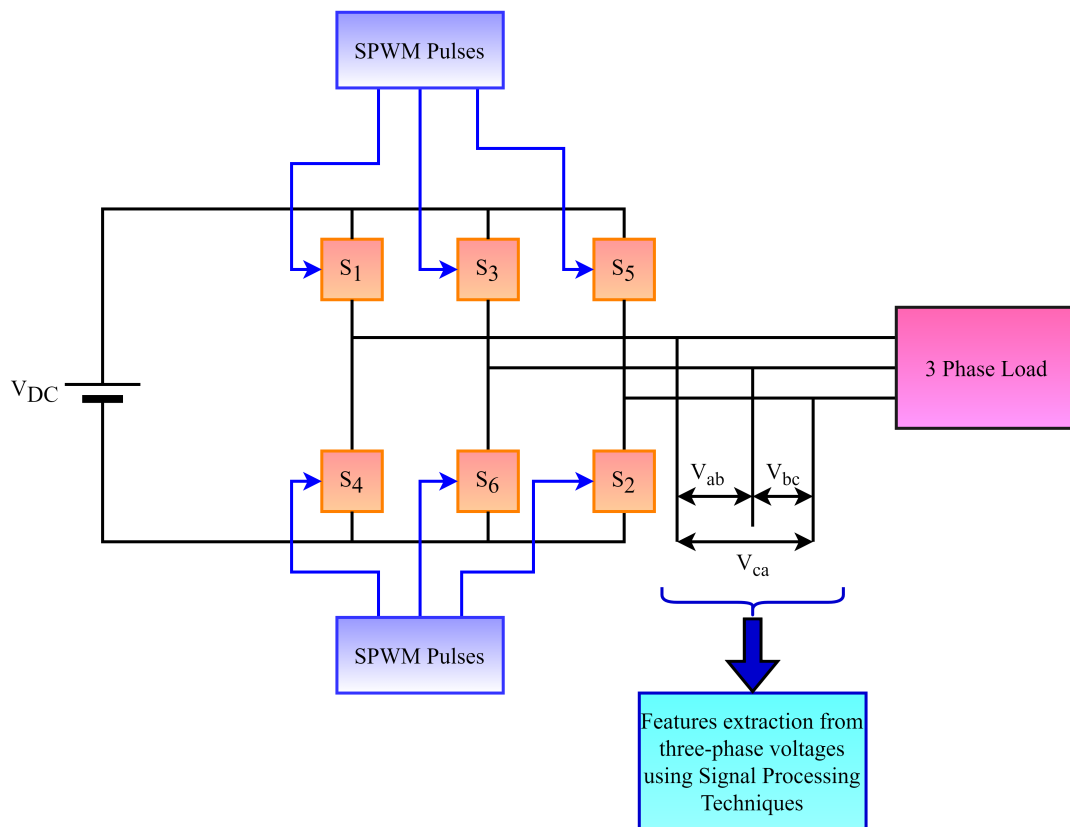 SPWM Pulses
S1
S3
S5
3 Phase Load
VDC
S4
S6
S2
Vab
Vbc
Vca
SPWM Pulses
Features extraction from
three-phase voltages
using Signal Processing
Techniques